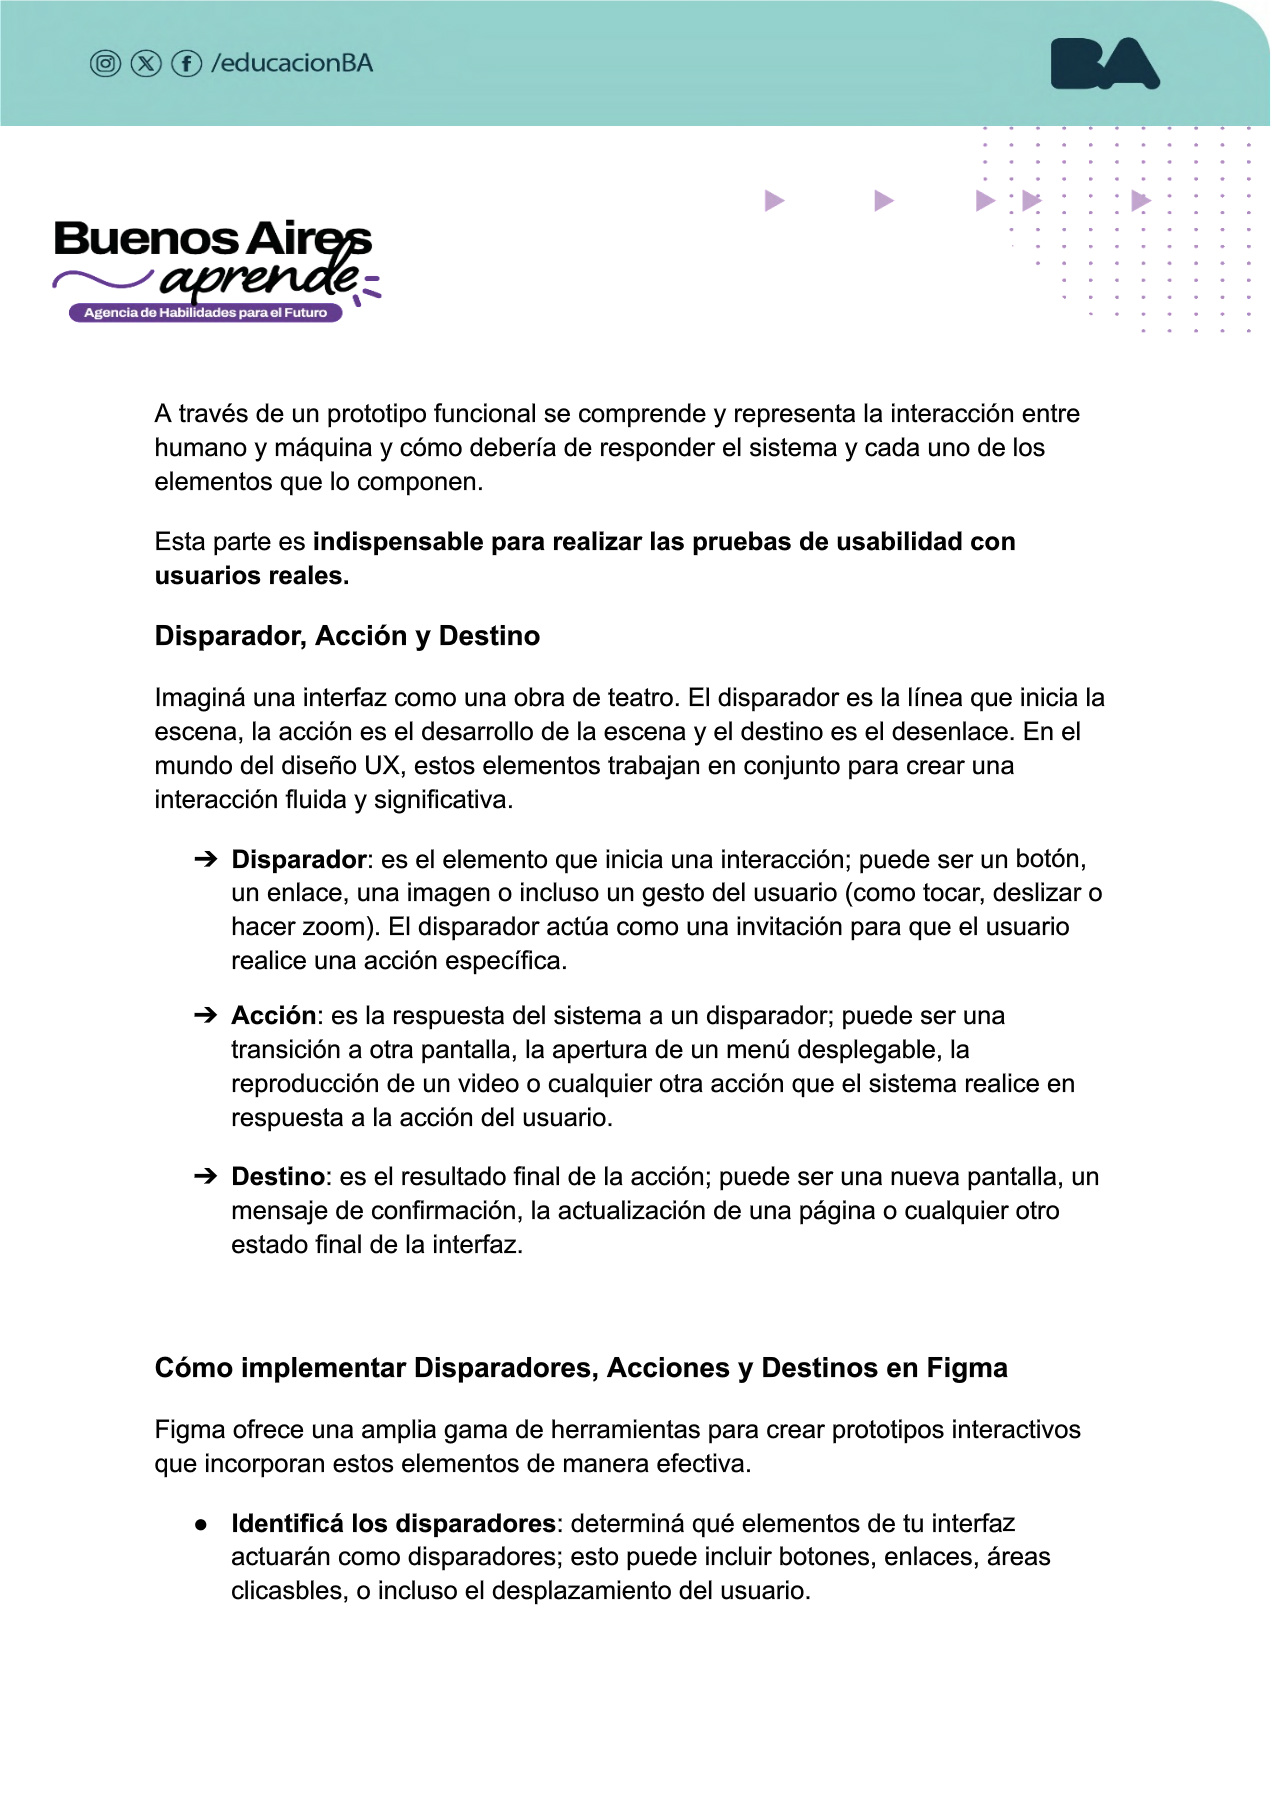 /educacionBA
BA
Buenos Aires
aprende
Agencia de Habilidades para el Futuro
A través de un prototipo funcional se comprende y representa la interacción entre
humano y máquina y cómo debería de responder el sistema y cada uno de los
elementos que lo componen.
Esta parte es indispensable para realizar las pruebas de usabilidad con
usuarios reales.
Disparador, Acción y Destino
Imaginá una interfaz como una obra de teatro. El disparador es la línea que inicia la
escena, la acción es el desarrollo de la escena y el destino es el desenlace. En el
mundo del diseño UX, estos elementos trabajan en conjunto para crear una
interacción fluida y significativa.
➔ Disparador: es el elemento que inicia una interacción; puede ser un botón,
un enlace, una imagen o incluso un gesto del usuario (como tocar, deslizar o
hacer zoom). El disparador actúa como una invitación para que el usuario
realice una acción específica.
➔ Acción: es la respuesta del sistema a un disparador; puede ser una
transición a otra pantalla, la apertura de un menú desplegable, la
reproducción de un video o cualquier otra acción que el sistema realice en
respuesta a la acción del usuario.
➔ Destino: es el resultado final de la acción; puede ser una nueva pantalla, un
mensaje de confirmación, la actualización de una página o cualquier otro
estado final de la interfaz.
Cómo implementar Disparadores, Acciones y Destinos en Figma
Figma ofrece una amplia gama de herramientas para crear prototipos interactivos
que incorporan estos elementos de manera efectiva.
● Identificá los disparadores: determiná qué elementos de tu interfaz
actuarán como disparadores; esto puede incluir botones, enlaces, áreas
clicasbles, o incluso el desplazamiento del usuario.